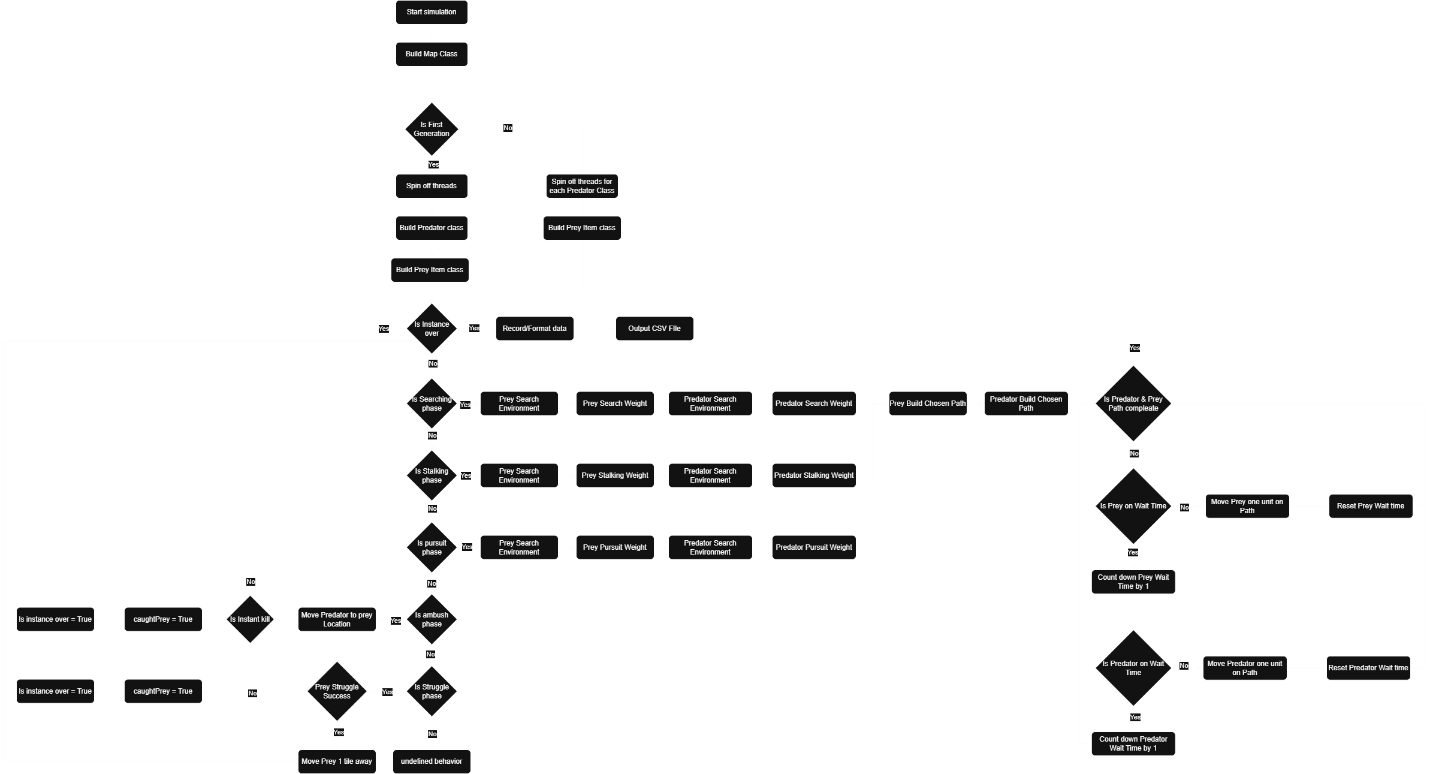 Start simulation
Build Map Class
Is First
Generation
No
Yes
Spin off threads
Spin off threads for
each Predator Class
Build Predator class
Build Prey Item class
Build Prey Item class
Yes
Is Instance
over
Yes
Record/Format data
Output CSV File
No
Yes
Is Searching
phase
Yes
Prey Search
Environment
Prey Search Weight
Predator Search
Environment
Predator Search Weight
Prey Build Chosen Path
Predator Build Chosen
Path
Is Predator & Prey
Path compleate
No
No
Is Stalking
phase
Yes
Prey Search
Environment
Prey Stalking Weight
Predator Search
Environment
Predator Stalking Weight
No
Is Prey on Wait Time
No
Move Prey one unit on
Path
Reset Prey Wait time
Yes
Is pursuit
phase
Yes
Prey Search
Environment
Prey Pursuit Weight
Predator Search
Environment
Predator Pursuit Weight
Count down Prey Wait
Time by 1
No
No
Is instance over = True
caughtPrey = True
Is Instant kill
Move Predator to prey
Location
Yes
Is ambush
phase
No
Is Predator on Wait
Time
No
Move Predator one unit
on Path
Reset Predator Wait time
Is instance over = True
caughtPrey = True
No
Prey Struggle
Success
Yes
Is Struggle
phase
Yes
No
Yes
Count down Predator
Wait Time by 1
Move Prey 1 tile away
undefined behavior